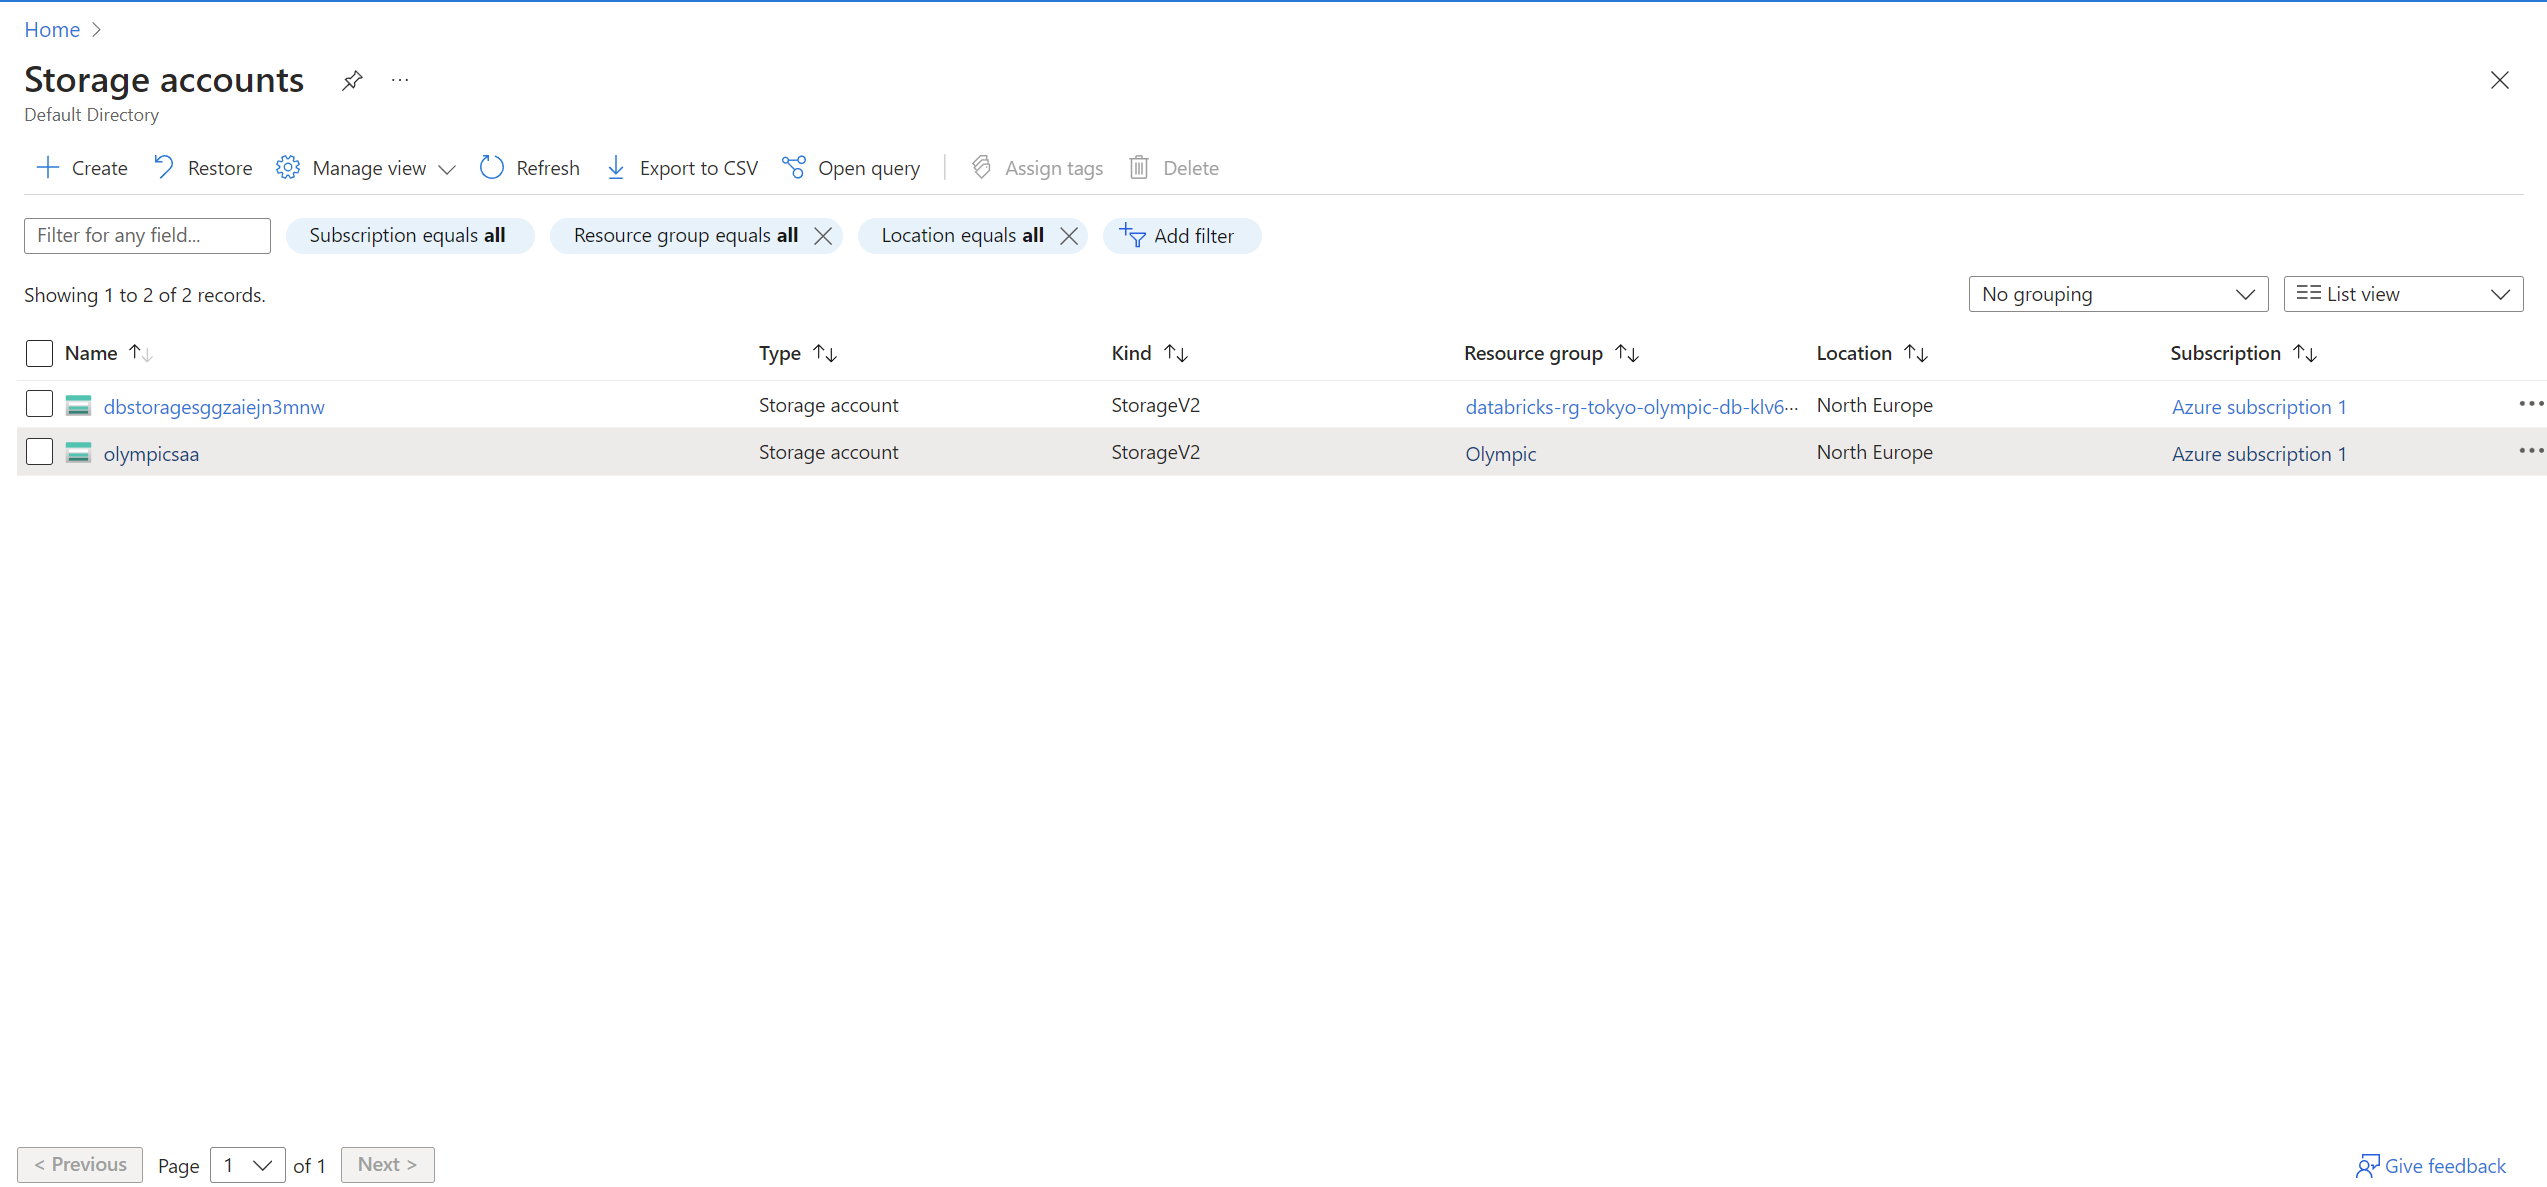 Home
Storage accounts ...
Default Directory
Create Restore Manage view Refresh Export to CSV Open query Assign tags Delete
Filter for any field... Subscription equals all Resource group equals all Location equals all Add filter
Showing 1 to 2 of 2 records. No grouping List view
Name Type Kind Resource group Location Subscription
dbstoragesggzaiejn3mnw Storage account StorageV2 databricks-rg-tokyo-olympic-db-klv6... North Europe Azure subscription 1 ...
olympicsaa Storage account StorageV2 Olympic North Europe Azure subscription 1 ...
< Previous Page 1 of 1 Next > Give feedback